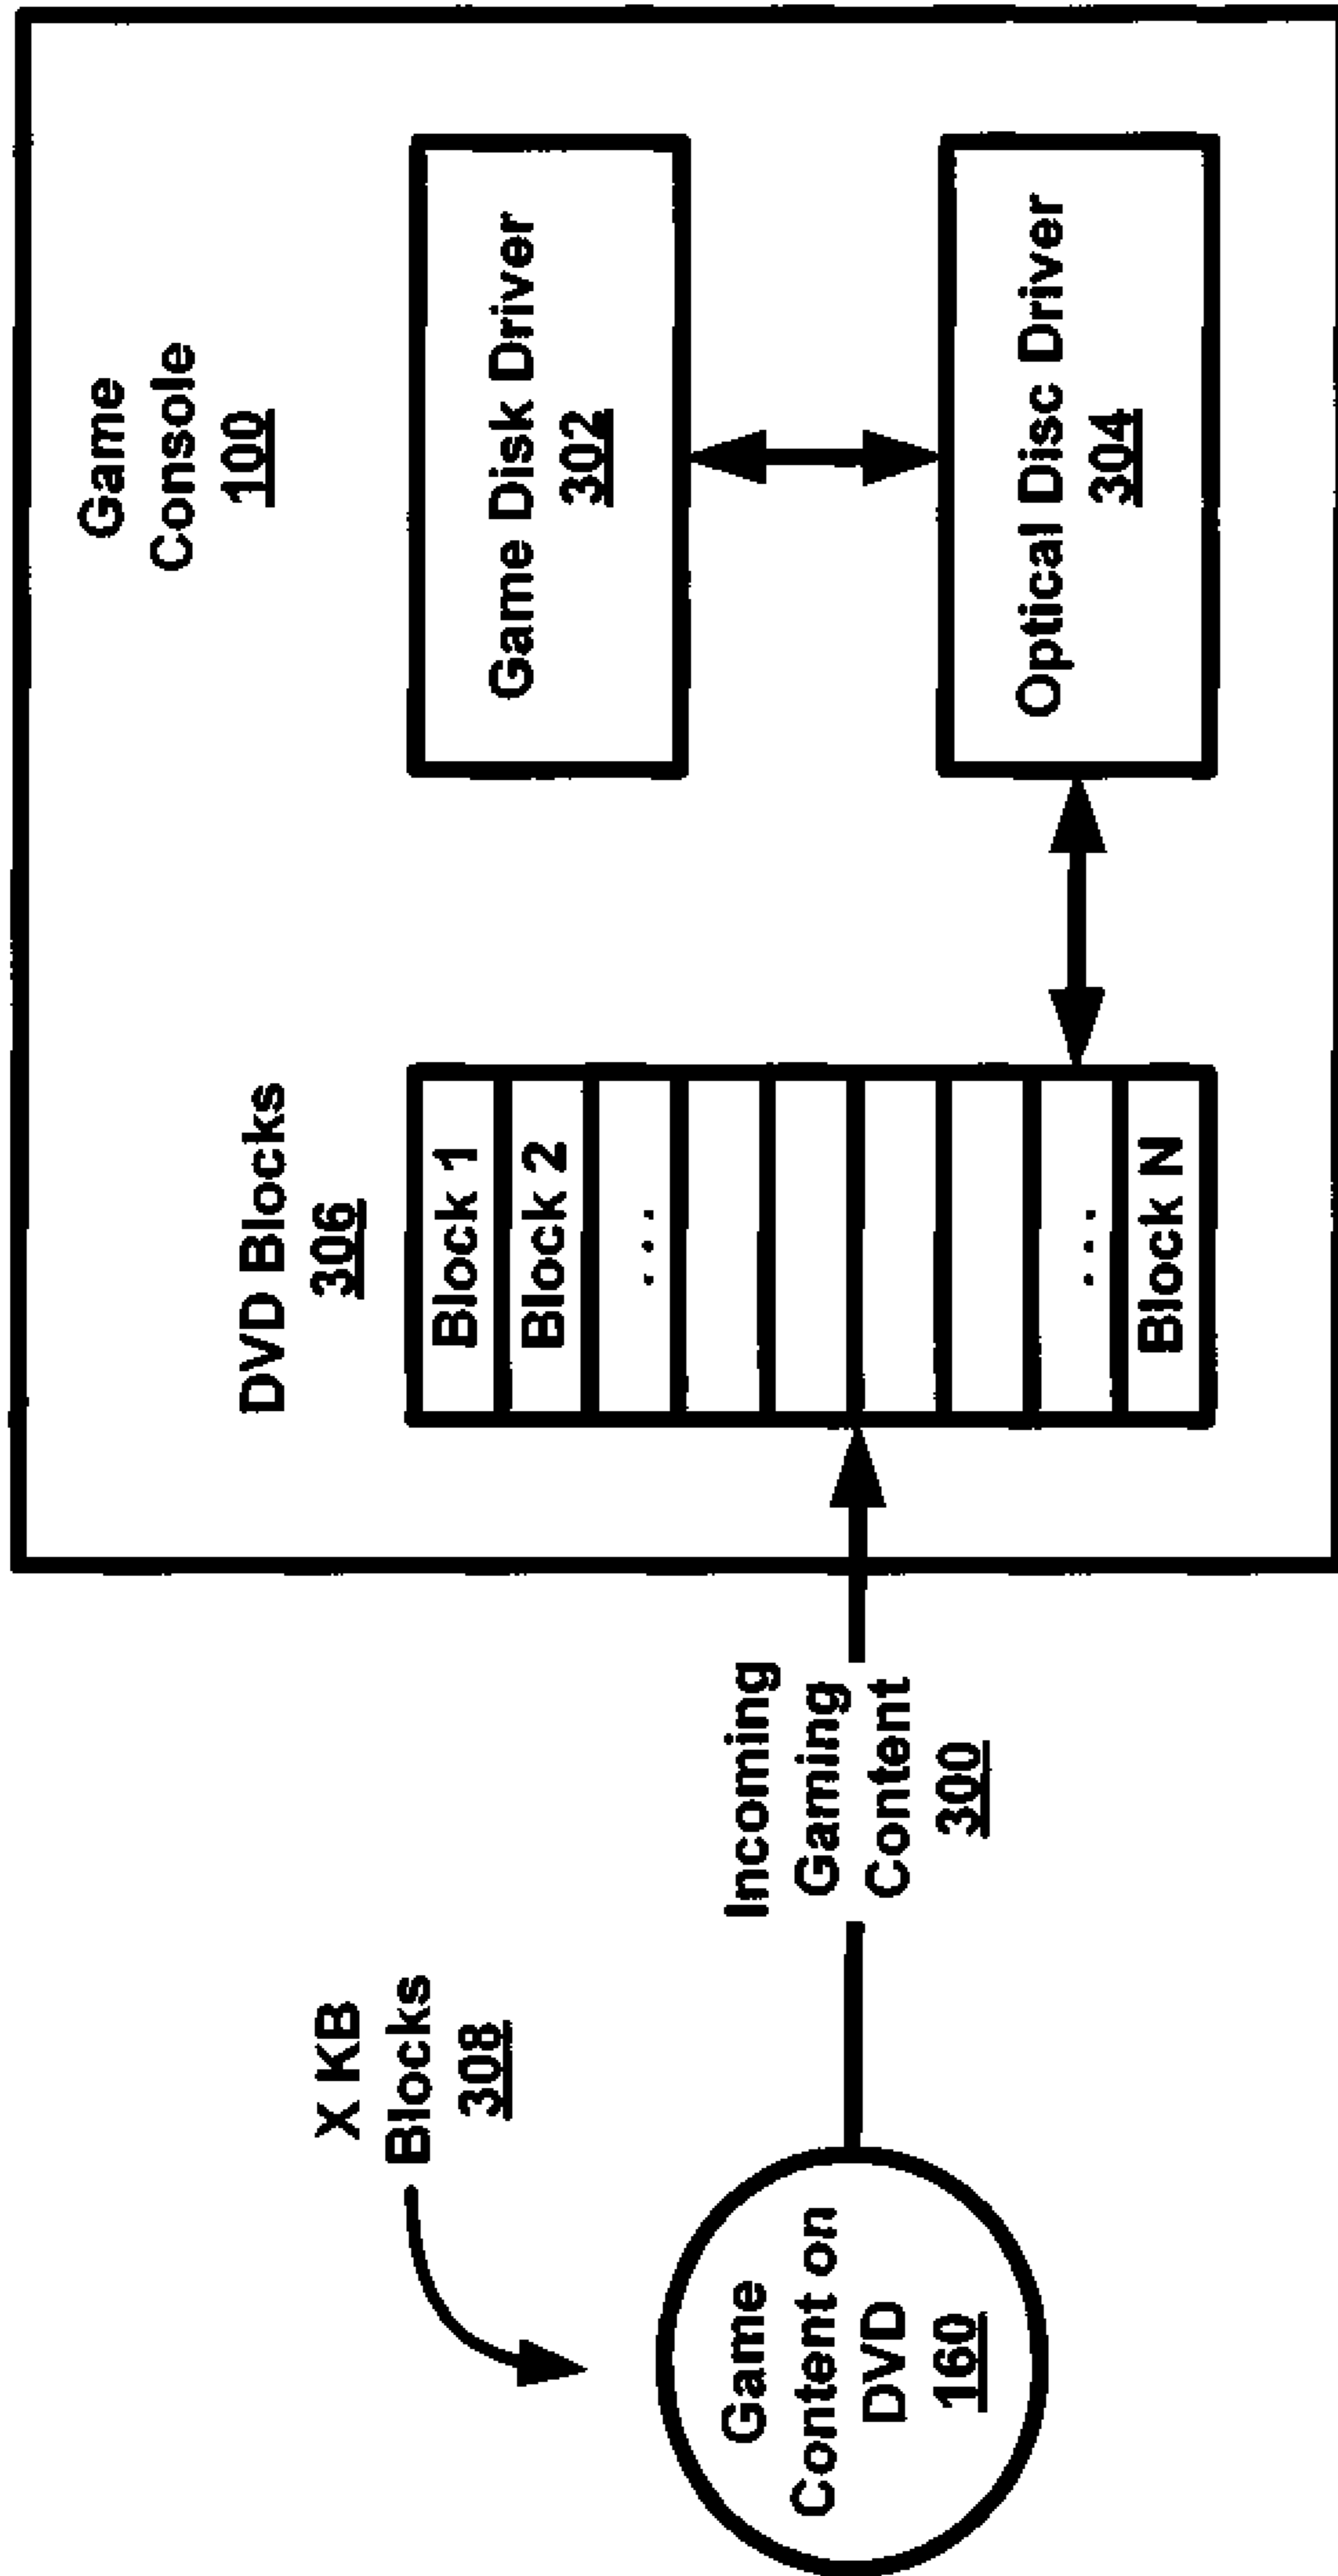 X KB
Blocks
308
Game
Content on
DVD
160
Incoming
Gaming
Content
300
DVD Blocks
306
Block 1
Block 2
...
...
Block N
Game
Console
100
Game Disk Driver
302
Optical Disc Driver
304